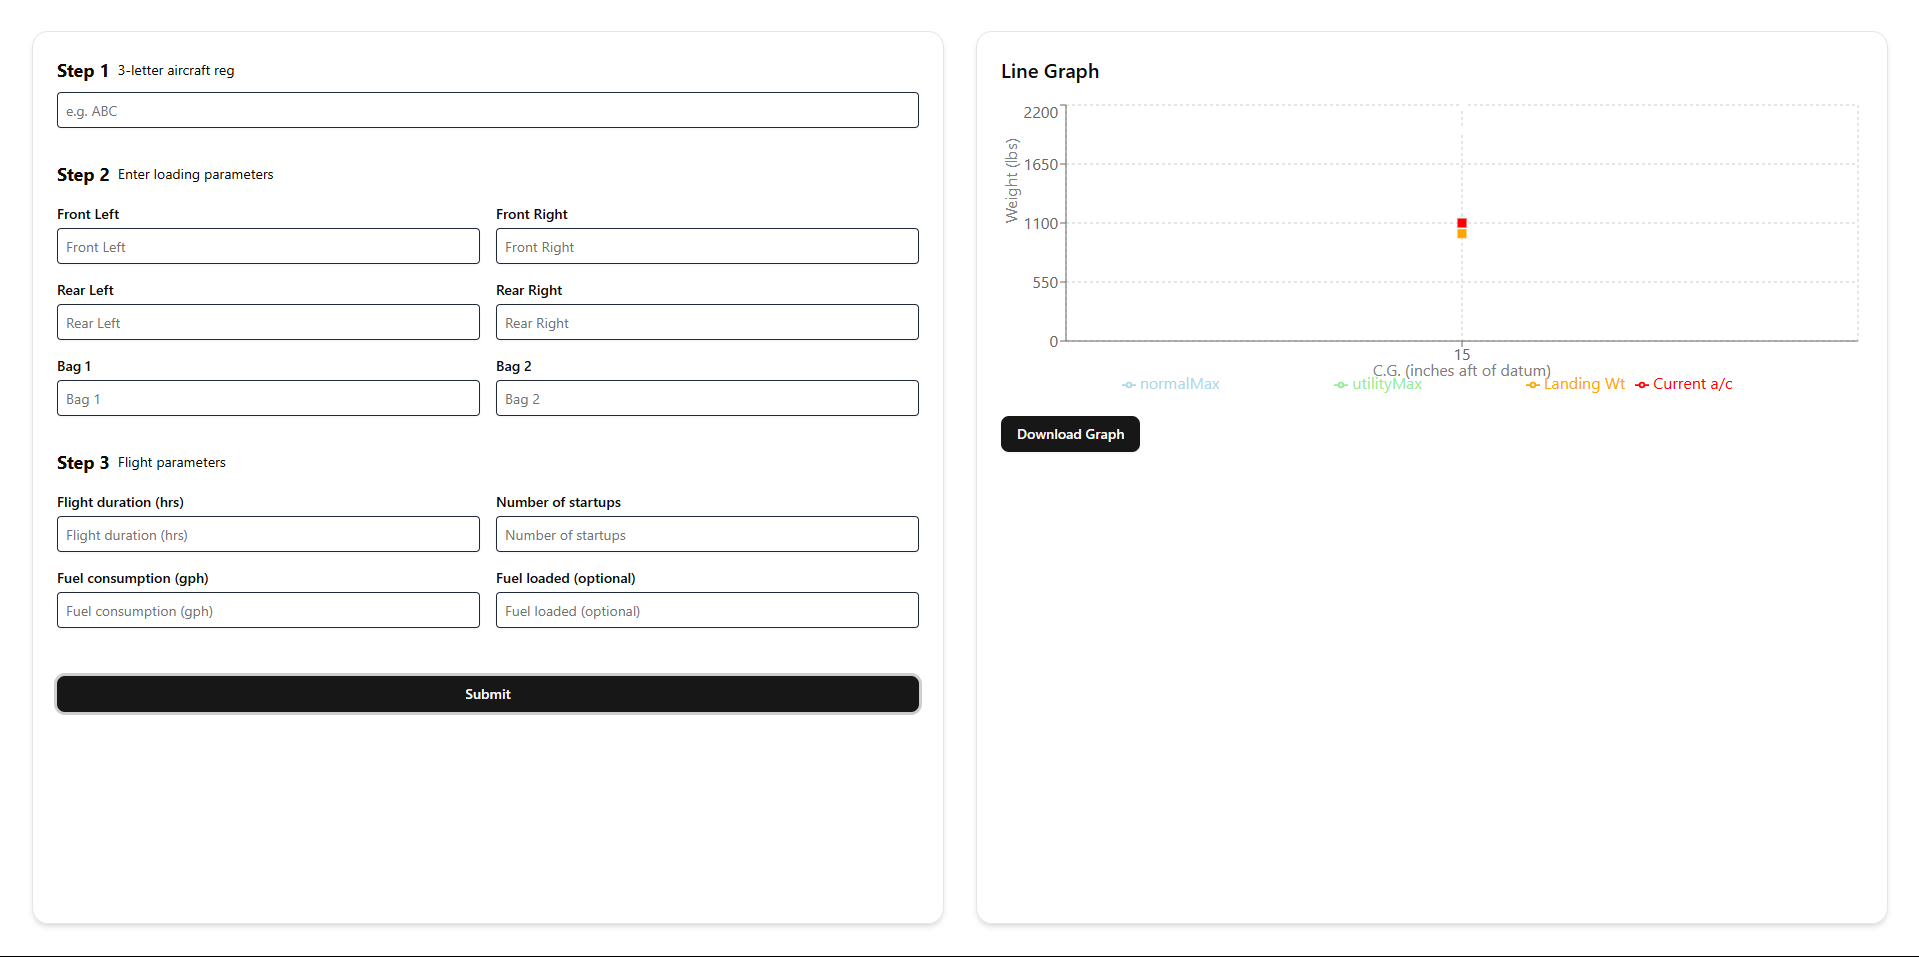 Step 1 3-letter aircraft reg
e.g. ABC
Step 2 Enter loading parameters
Front Left
Front Right
Front Left
Front Right
Rear Left
Rear Right
Rear Left
Rear Right
Bag 1
Bag 2
Bag 1
Bag 2
Step 3 Flight parameters
Flight duration (hrs)
Number of startups
Flight duration (hrs)
Number of startups
Fuel consumption (gph)
Fuel loaded (optional)
Fuel consumption (gph)
Fuel loaded (optional)
Submit
Line Graph
2200
Weight (lbs)
1650
1100
550
0
15
C.G. (inches aft of datum)
normalMax
utilityMax
Landing Wt
Current a/c
Download Graph